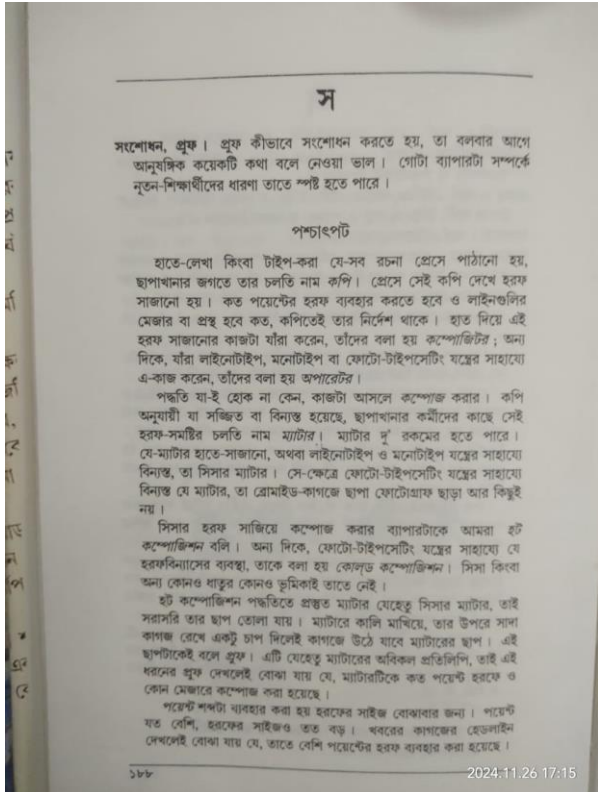 স
সংশোধন, প্রুফ। প্রুফ কীভাবে সংশোধন করতে হয়, তা বলবার আগে
আনুষঙ্গিক কয়েকটি কথা বলে নেওয়া ভাল। গোটা ব্যাপারটা সম্পর্কে
নূতন-শিক্ষার্থীদের ধারণা তাতে স্পষ্ট হতে পারে।
পশ্চাৎপট
হাতে-লেখা কিংবা টাইপ-করা যে-সব রচনা প্রেসে পাঠানো হয়,
ছাপাখানার জগতে তার চলতি নাম কপি। প্রেসে সেই কপি দেখে হরফ
সাজানো হয়। কত পয়েন্টের হরফ ব্যবহার করতে হবে ও লাইনগুলির
মেজার বা প্রস্থ হবে কত, কপিতেই তার নির্দেশ থাকে। হাত দিয়ে এই
হরফ সাজানোর কাজটা যাঁরা করেন, তাঁদের বলা হয় কম্পোজিটর; অন্য
দিকে, যাঁরা লাইনোটাইপ, মনোটাইপ বা ফোটো-টাইপসেটিং যন্ত্রের সাহায্যে
এ-কাজ করেন, তাঁদের বলা হয় অপারেটর।
পদ্ধতি যা-ই হোক না কেন, কাজটা আসলে কম্পোজ করার। কপি
অনুযায়ী যা সজ্জিত বা বিন্যস্ত হয়েছে, ছাপাখানার কর্মীদের কাছে সেই
হরফ-সমষ্টির চলতি নাম ম্যাটার। ম্যাটার দু' রকমের হতে পারে।
যে-ম্যাটার হাতে-সাজানো, অথবা লাইনোটাইপ ও মনোটাইপ যন্ত্রের সাহায্যে
বিন্যস্ত, তা সিসার ম্যাটার। সে-ক্ষেত্রে ফোটো-টাইপসেটিং যন্ত্রের সাহায্যে
বিন্যস্ত যে ম্যাটার, তা ব্রোমাইড-কাগজে ছাপা ফোটোগ্রাফ ছাড়া আর কিছুই
নয়।
সিসার হরফ সাজিয়ে কম্পোজ করার ব্যাপারটাকে আমরা হট
কম্পোজিশন বলি। অন্য দিকে, ফোটো-টাইপসেটিং যন্ত্রের সাহায্যে যে
হরফবিন্যাসের ব্যবস্থা, তাকে বলা হয় কোল্‌ড কম্পোজিশন। সিসা কিংবা
অন্য কোনও ধাতুর কোনও ভূমিকাই তাতে নেই।
হট কম্পোজিশন পদ্ধতিতে প্রস্তুত ম্যাটার যেহেতু সিসার ম্যাটার, তাই
সরাসরি তার ছাপ তোলা যায়। ম্যাটারে কালি মাখিয়ে, তার উপরে সাদা
কাগজ রেখে একটু চাপ দিলেই কাগজে উঠে যাবে ম্যাটারের ছাপ। এই
ছাপটাকেই বলে প্রুফ। এটি যেহেতু ম্যাটারের অবিকল প্রতিলিপি, তাই এই
ধরনের প্রুফ দেখলেই বোঝা যায় যে, ম্যাটারটিকে কত পয়েন্ট হরফে ও
কোন মেজারে কম্পোজ করা হয়েছে।
পয়েন্ট শব্দটা ব্যবহার করা হয় হরফের সাইজ বোঝাবার জন্য। পয়েন্ট
যত বেশি, হরফের সাইজও তত বড়। খবরের কাগজের হেডলাইন
দেখলেই বোঝা যায় যে, তাতে বেশি পয়েন্টের হরফ ব্যবহার করা হয়েছে।
১৮৮
2024.11.26 17:15